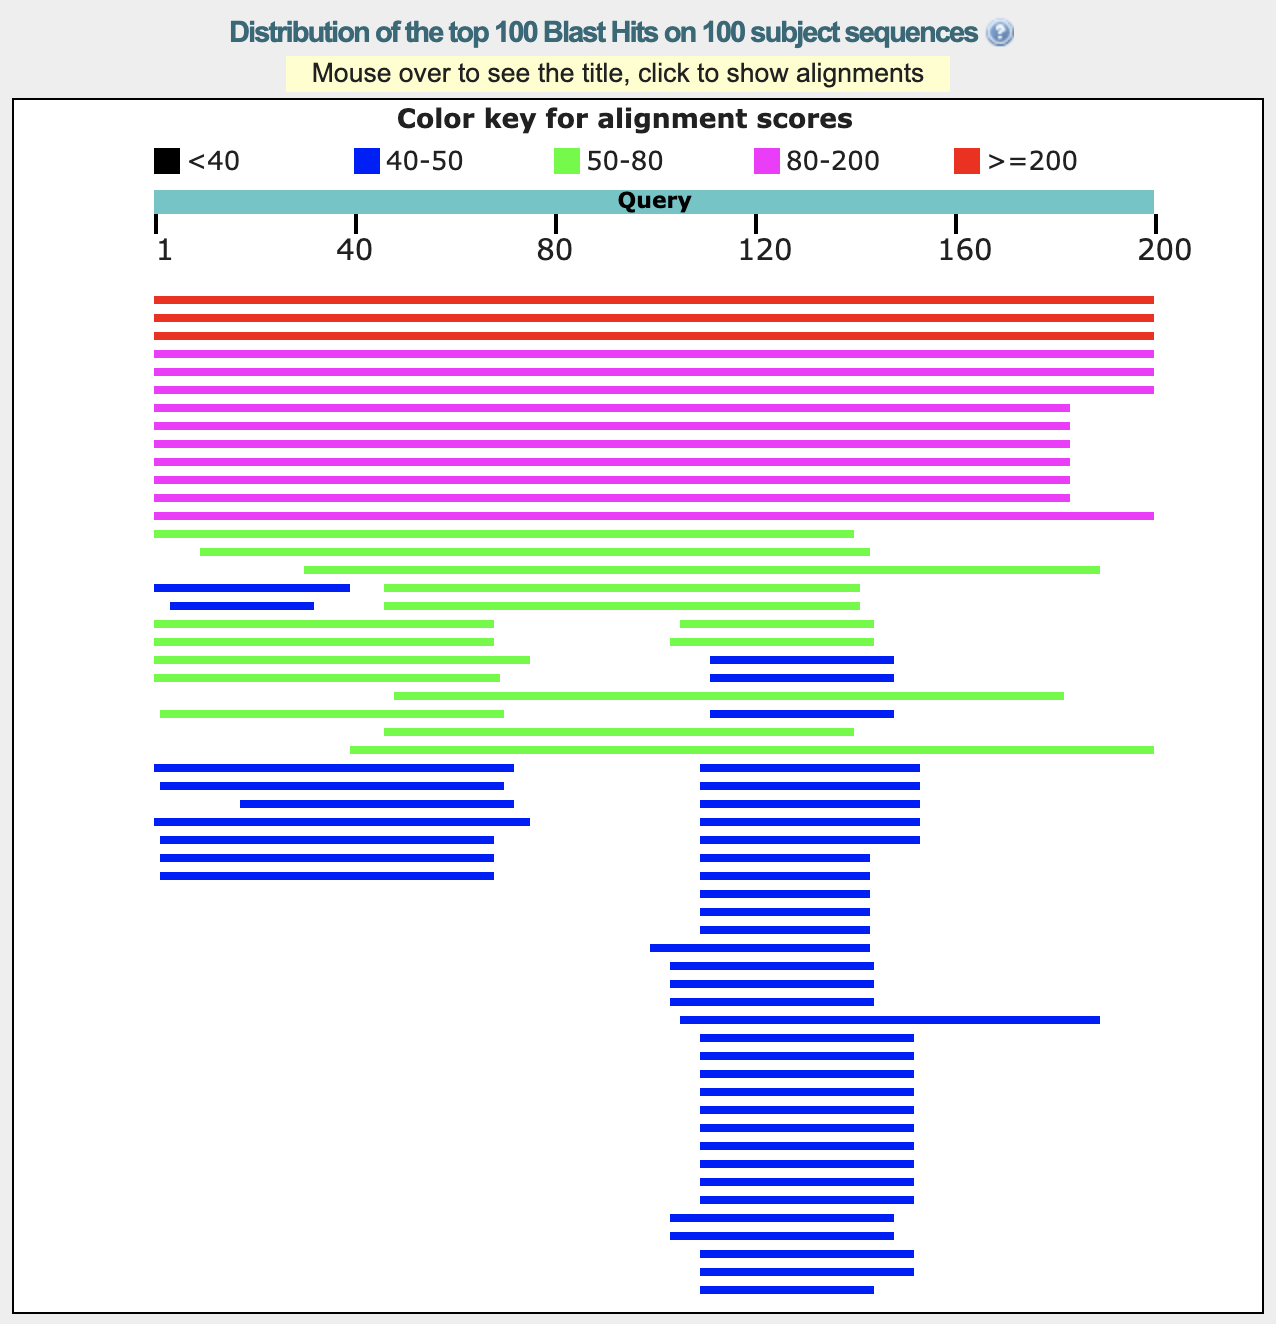 Distribution of the top 100 Blast Hits on 100 subject sequences ?
Mouse over to see the title, click to show alignments
Color key for alignment scores
<40 40-50 50-80 80-200 >=200
Query
1 40 80 120 160 200